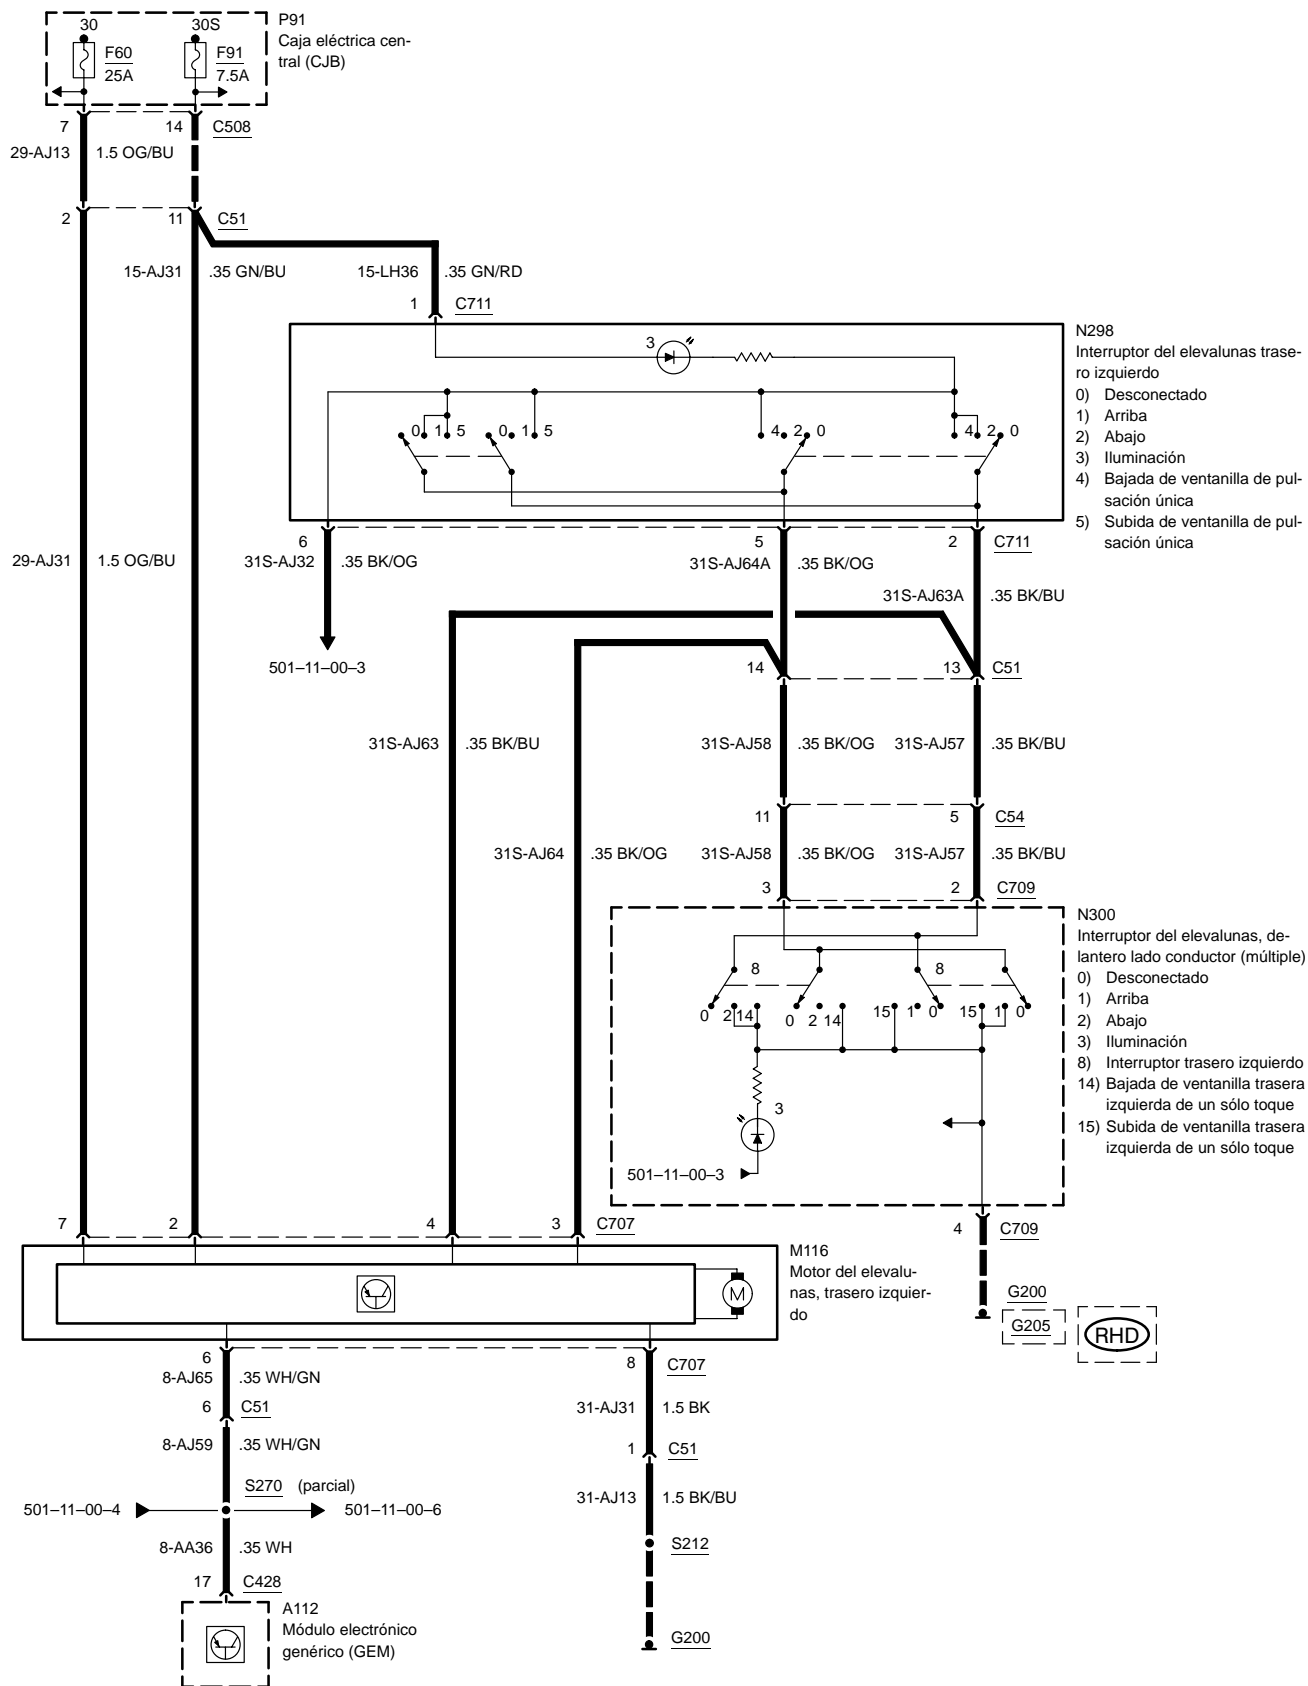 30
30S
P91
Caja eléctrica cen-
tral (CJB)
F60
25A
F91
7.5A
7
14
C508
29-AJ13
1.5 OG/BU
2
11
C51
15-AJ31
.35 GN/BU
15-LH36
.35 GN/RD
1
C711
N298
Interruptor del elevalunas trase-
ro izquierdo
0) Desconectado
1) Arriba
2) Abajo
3) Iluminación
4) Bajada de ventanilla de pul-
sación única
5) Subida de ventanilla de pul-
sación única
3
0 1 5
0 1 5
4 2 0
4 2 0
6
5
2
C711
29-AJ31
1.5 OG/BU
31S-AJ32
.35 BK/OG
31S-AJ64A
.35 BK/OG
31S-AJ63A
.35 BK/BU
501–11–00–3
14
13
C51
31S-AJ63
.35 BK/BU
31S-AJ58
.35 BK/OG
31S-AJ57
.35 BK/BU
11
5
C54
31S-AJ64
.35 BK/OG
31S-AJ58
.35 BK/OG
31S-AJ57
.35 BK/BU
3
2
C709
N300
Interruptor del elevalunas, de-
lantero lado conductor (múltiple)
0) Desconectado
1) Arriba
2) Abajo
3) Iluminación
8) Interruptor trasero izquierdo
14) Bajada de ventanilla trasera
izquierda de un sólo toque
15) Subida de ventanilla trasera
izquierda de un sólo toque
8
8
0 2 14
0 2 14
15 1 0
15 1 0
3
501–11–00–3
7
2
4
3
C707
4
C709
M116
Motor del elevalu-
nas, trasero izquier-
do
M
G200
G205
RHD
6
8
C707
8-AJ65
.35 WH/GN
6
C51
31-AJ31
1.5 BK
8-AJ59
.35 WH/GN
1
C51
S270 (parcial)
31-AJ13
1.5 BK/BU
501–11–00–4
501–11–00–6
8-AA36
.35 WH
S212
17
C428
A112
Módulo electrónico
genérico (GEM)
G200